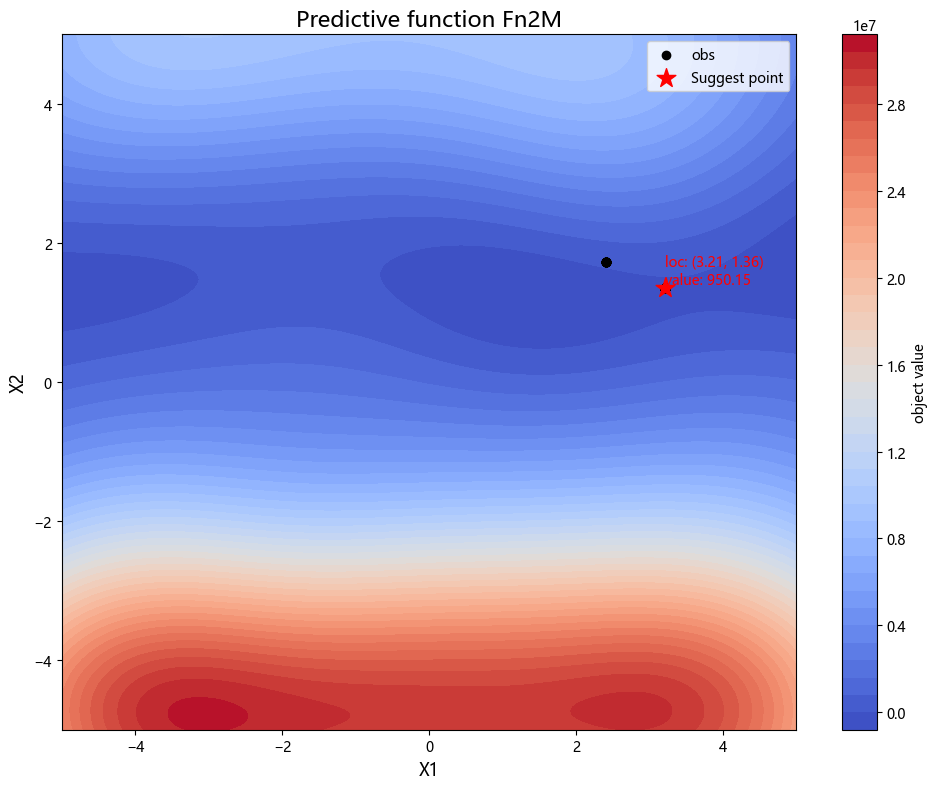 Predictive function Fn2M
1e7
obs
Suggest point
2.8
4
2.4
2
loc: (3.21, 1.36)
value: 950.15
2.0
X2
0
1.6
object value
1.2
−2
0.8
0.4
−4
0.0
−4 −2 0 2 4
X1